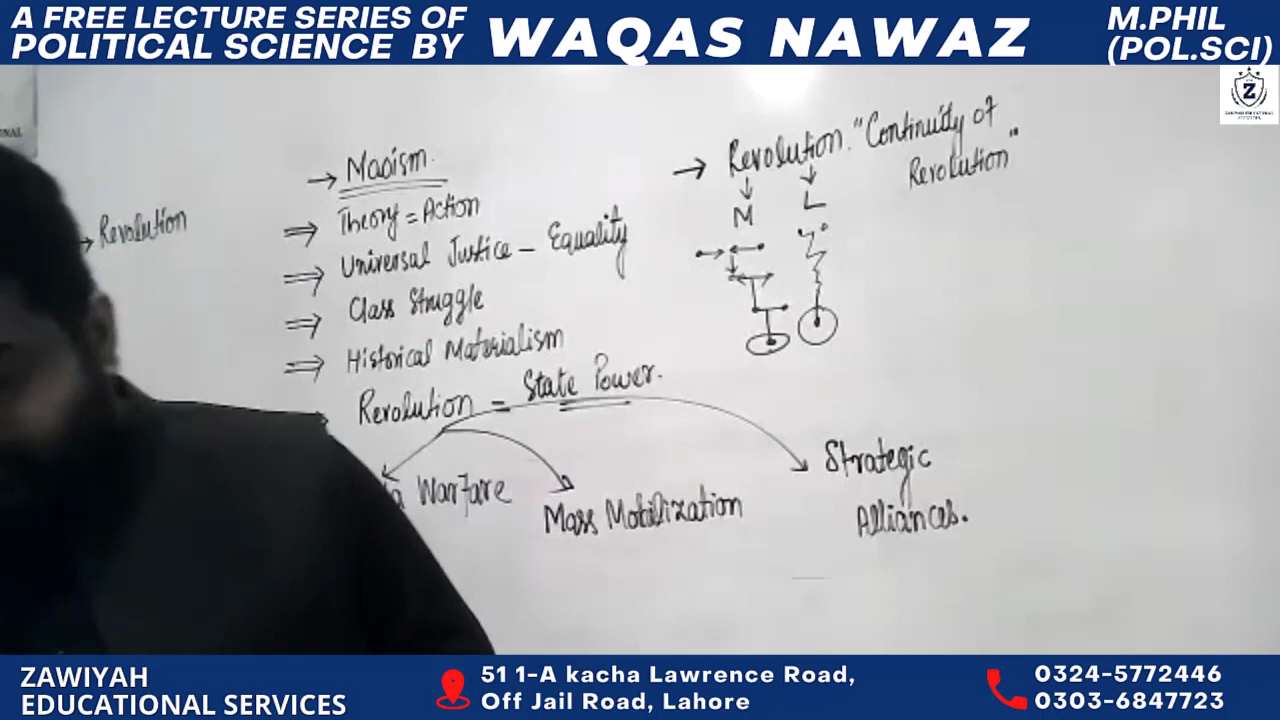 A FREE LECTURE SERIES OF
POLITICAL SCIENCE BY
WAQAS NAWAZ
M.PHIL
(POL.SCI)
Z
NAL
→ Revolution
→ Maoism.
⇒ Theory = Action
⇒ Universal Justice – Equality
⇒ Class Struggle
⇒ Historical Materialism
Revolution = State Power.
Warfare
Mass Mobilization
Strategic
Alliances.
→ Revolution. "Continuity of
Revolution"
M L
ZAWIYAH
EDUCATIONAL SERVICES
51 1-A kacha Lawrence Road,
Off Jail Road, Lahore
0324-5772446
0303-6847723